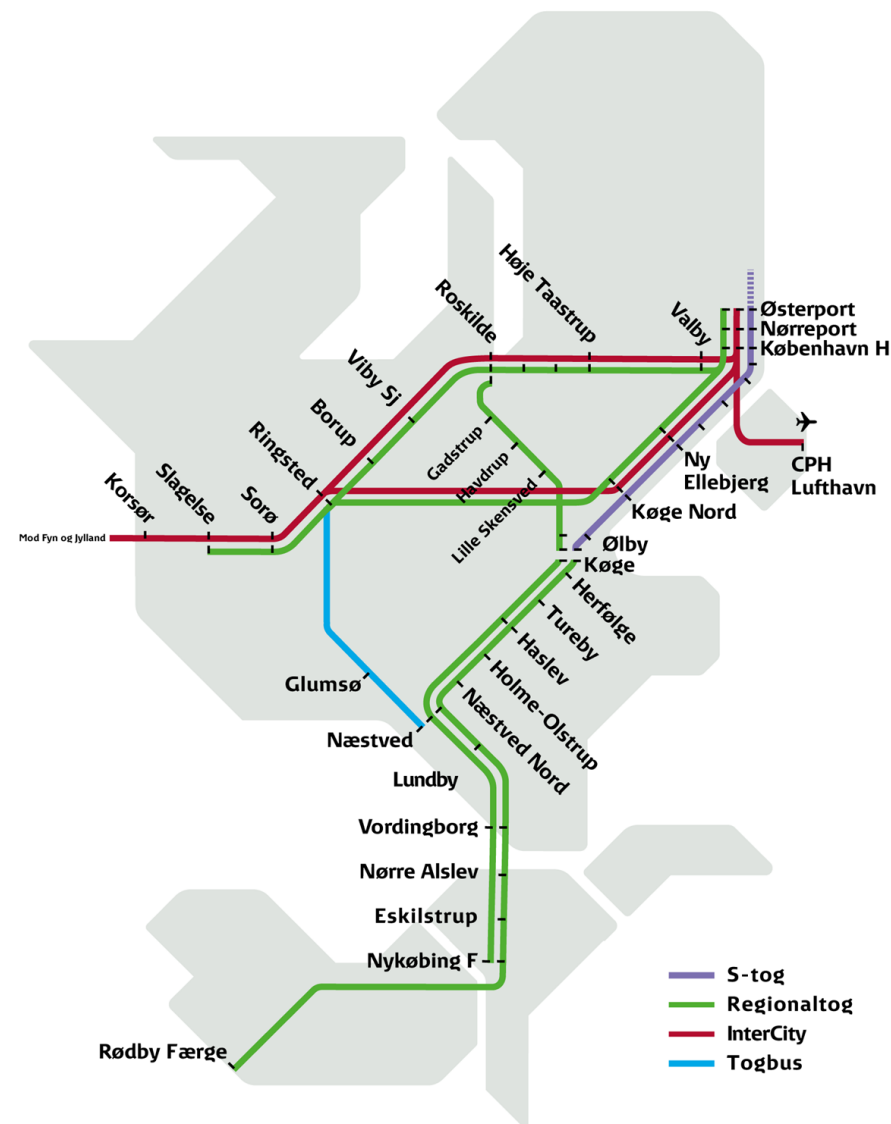 Høje Taastrup
Roskilde
Valby
Østerport
Nørreport
København H
Viby Sj
Borup
Ringsted
Gadstrup
Havdrup
Lille Skensved
Ny
Ellebjerg
CPH
Lufthavn
Korsør
Slagelse
Sorø
Køge Nord
Mod Fyn og Jylland
Ølby
Køge
Herfølge
Tureby
Haslev
Holme-Olstrup
Næstved Nord
Glumsø
Næstved
Lundby
Vordingborg
Nørre Alslev
Eskilstrup
Nykøbing F
Rødby Færge
S-tog
Regionaltog
InterCity
Togbus